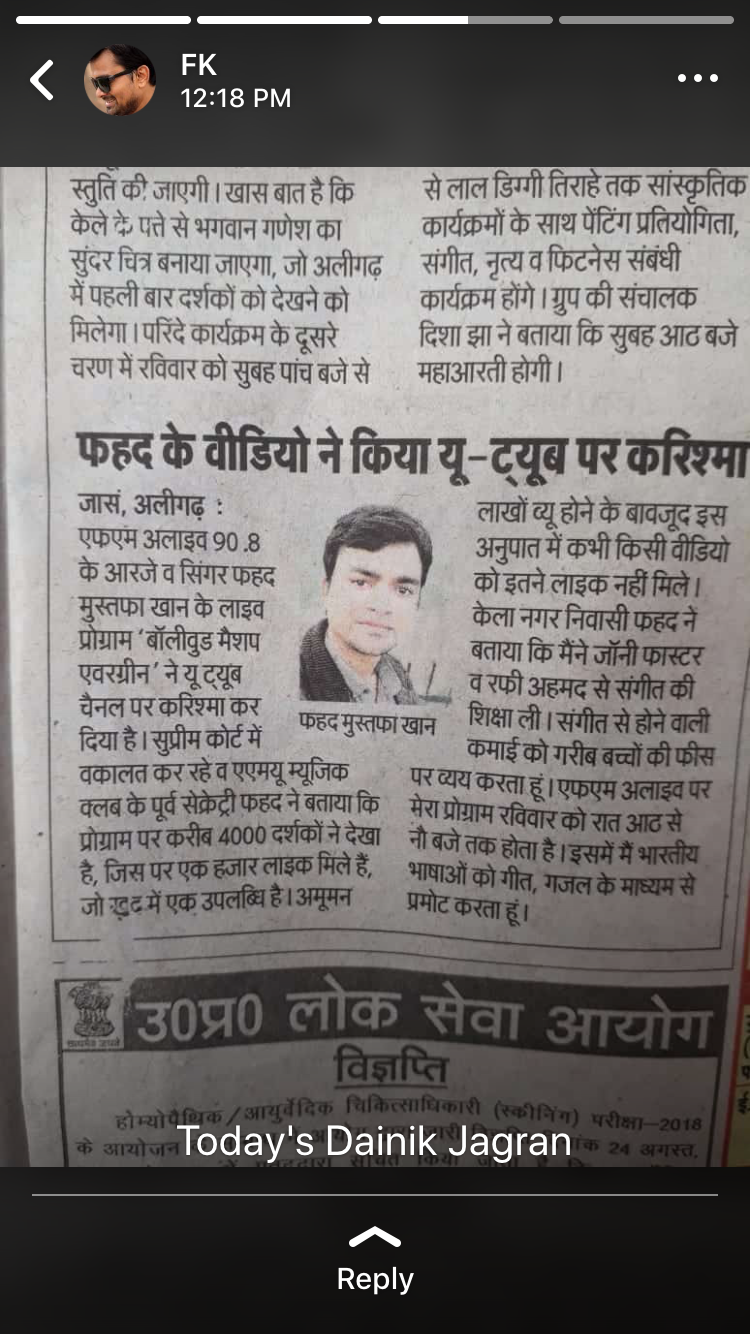 FK
12:18 PM
स्तुति की जाएगी। खास बात है कि
केले के पत्ते से भगवान गणेश का
सुंदर चित्र बनाया जाएगा, जो अलीगढ़
में पहली बार दर्शकों को देखने को
मिलेगा। परिंदे कार्यक्रम के दूसरे
चरण में रविवार को सुबह पांच बजे से
से लाल डिग्गी तिराहे तक सांस्कृतिक
कार्यक्रमों के साथ पेंटिंग प्रतियोगिता,
संगीत, नृत्य व फिटनेस संबंधी
कार्यक्रम होंगे। ग्रुप की संचालक
दिशा झा ने बताया कि सुबह आठ बजे
महाआरती होगी।
फहद के वीडियो ने किया यू-ट्यूब पर करिश्मा
जासं, अलीगढ़ :
एफएम अलाइव 90.8
के आरजे व सिंगर फहद
मुस्तफा खान के लाइव
प्रोग्राम 'बॉलीवुड मैशप
एवरग्रीन' ने यू ट्यूब
चैनल पर करिश्मा कर
दिया है। सुप्रीम कोर्ट में
वकालत कर रहे व एएमयू म्यूजिक
क्लब के पूर्व सेक्रेट्री फहद ने बताया कि
प्रोग्राम पर करीब 4000 दर्शकों ने देखा
है, जिस पर एक हजार लाइक मिले हैं,
जो खुद में एक उपलब्धि है। अमूमन
फहद मुस्तफा खान
लाखों व्यू होने के बावजूद इस
अनुपात में कभी किसी वीडियो
को इतने लाइक नहीं मिले।
केला नगर निवासी फहद ने
बताया कि मैंने जॉनी फास्टर
व रफी अहमद से संगीत की
शिक्षा ली। संगीत से होने वाली
कमाई को गरीब बच्चों की फीस
पर व्यय करता हूं। एफएम अलाइव पर
मेरा प्रोग्राम रविवार को रात आठ से
नौ बजे तक होता है। इसमें मैं भारतीय
भाषाओं को गीत, गजल के माध्यम से
प्रमोट करता हूं।
उ0प्र0 लोक सेवा आयोग
विज्ञप्ति
होम्योपैथिक/आयुर्वेदिक चिकित्साधिकारी (स्क्रीनिंग) परीक्षा-2018
के आयोजन 24 अगस्त,
Today's Dainik Jagran
Reply